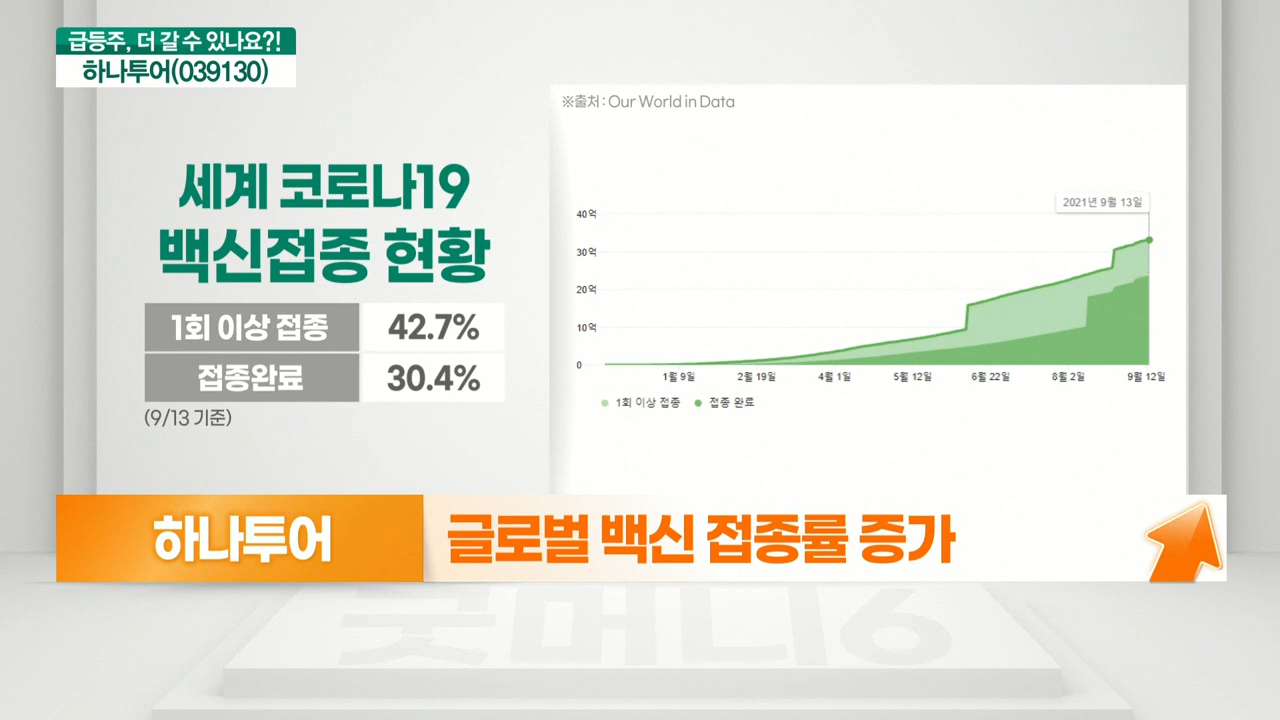 급등주, 더 갈 수 있나요?!
하나투어(039130)
※출처 : Our World in Data
세계 코로나19
백신접종 현황
1회 이상 접종 42.7%
접종완료 30.4%
(9/13 기준)
2021년 9월 13일
40억
30억
20억
10억
0
1월 9일 2월 19일 4월 1일 5월 12일 6월 22일 8월 2일 9월 12일
1회 이상 접종 접종 완료
하나투어 글로벌 백신 접종률 증가
굿머니6